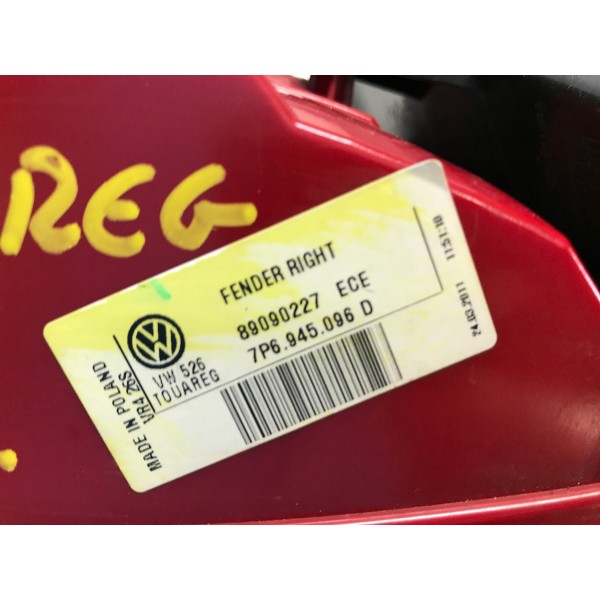 REG
FENDER RIGHT
89090227 ECE
7P6.945.096 D
VW 526
TOUAREG
VR4 26S
MADE IN POLAND
24.03.2011 11:51:10